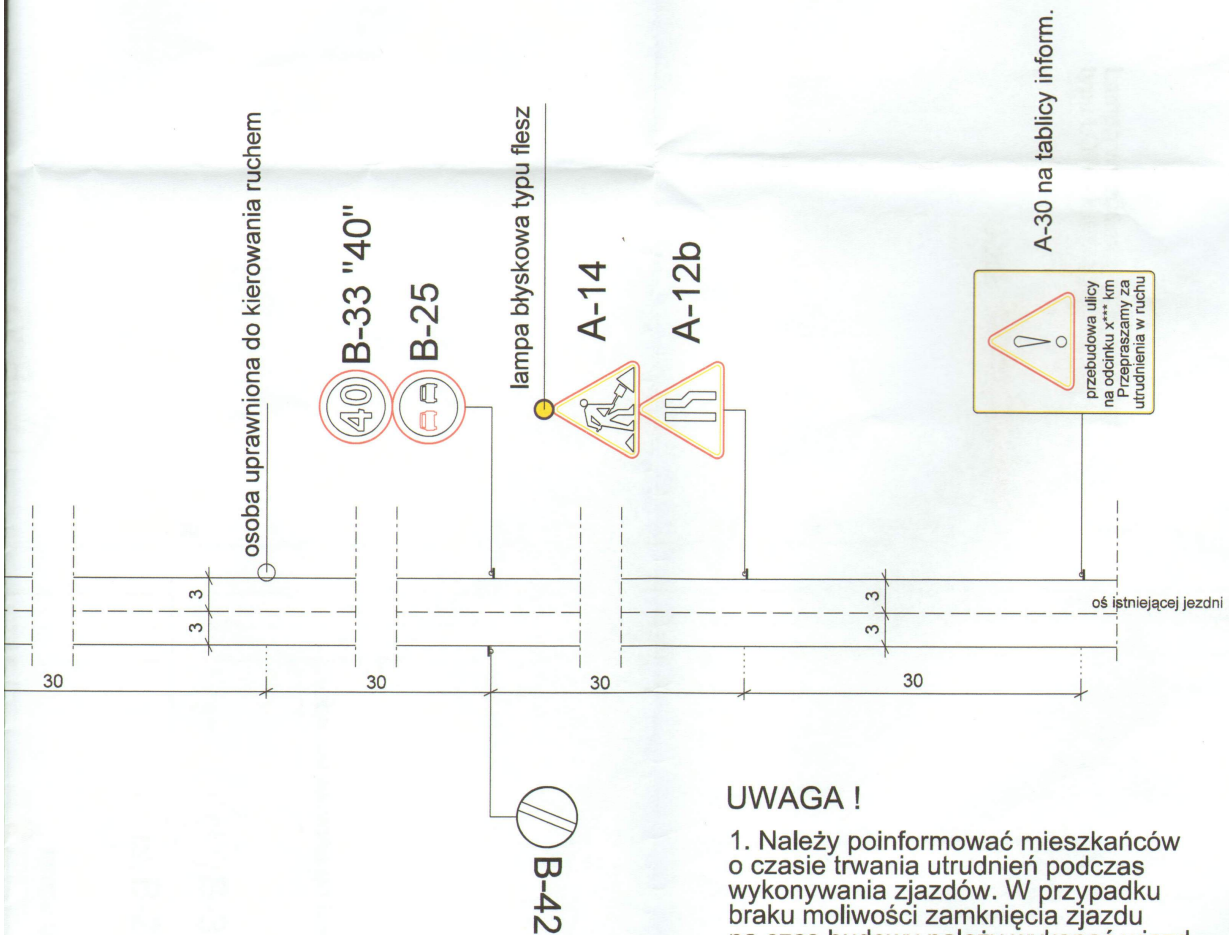 osoba uprawniona do kierowania ruchem
40
B-33 "40"
B-25
lampa błyskowa typu flesz
A-14
A-12b
A-30 na tablicy inform.
przebudowa ulicy
na odcinku x*** km
Przepraszamy za
utrudnienia w ruchu
3
3
3
3
oś istniejącej jezdni
30
30
30
30
B-42
UWAGA !
1. Należy poinformować mieszkańców
o czasie trwania utrudnień podczas
wykonywania zjazdów. W przypadku
braku moliwości zamknięcia zjazdu